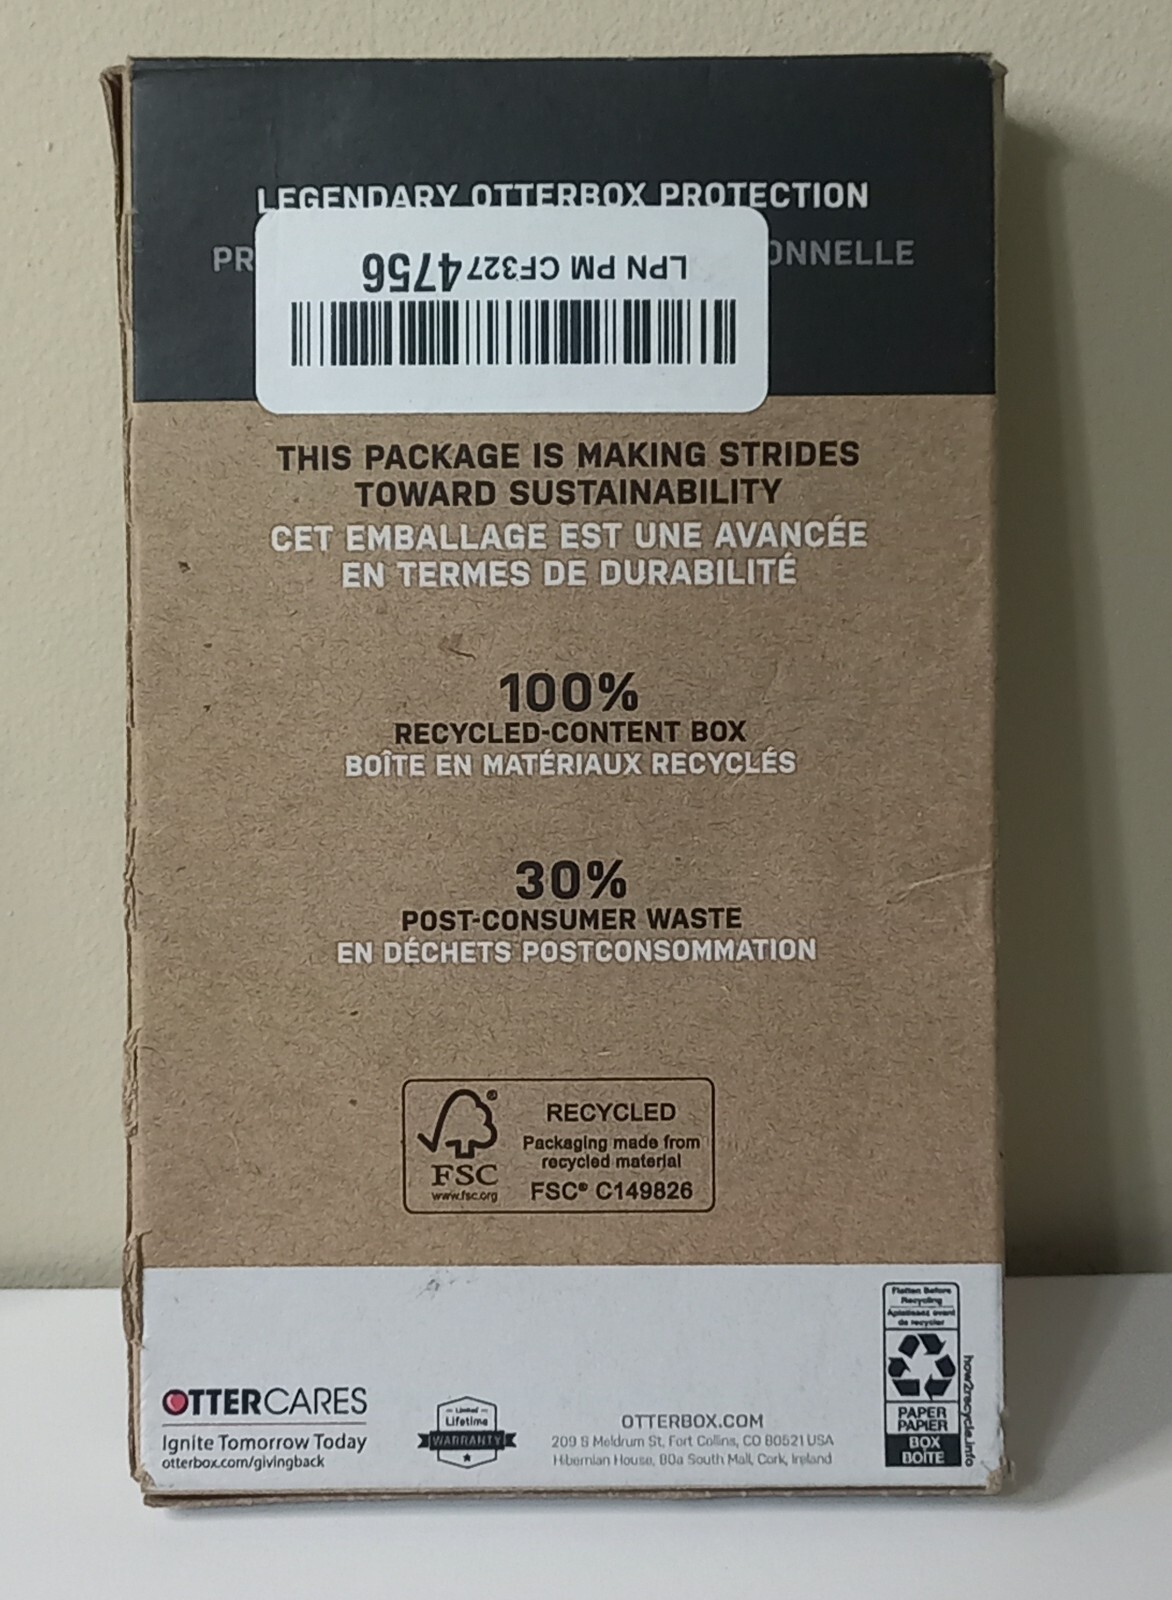 LEGENDARY OTTERBOX PROTECTION
PR ONNELLE
LPN PM CF3274756
THIS PACKAGE IS MAKING STRIDES
TOWARD SUSTAINABILITY
CET EMBALLAGE EST UNE AVANCÉE
EN TERMES DE DURABILITÉ
100%
RECYCLED-CONTENT BOX
BOÎTE EN MATÉRIAUX RECYCLÉS
30%
POST-CONSUMER WASTE
EN DÉCHETS POSTCONSOMMATION
FSC®
www.fsc.org
RECYCLED
Packaging made from
recycled material
FSC® C149826
OTTERCARES
Ignite Tomorrow Today
otterbox.com/givingback
Limited
Lifetime
WARRANTY
OTTERBOX.COM
209 S Meldrum St, Fort Collins, CO 80521 USA
Hibernian House, 80a South Mall, Cork, Ireland
Flatten Before
Recycling
Aplatissez avant
de recycler
PAPER
PAPIER
BOX
BOÎTE
how2recycle.info